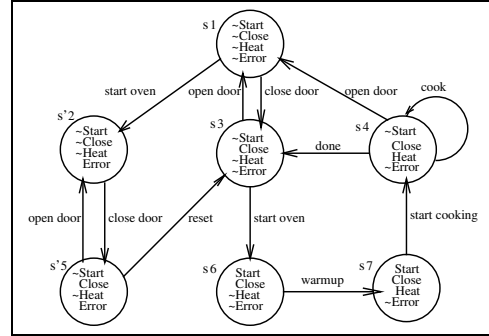 s1
~Start
~Close
~Heat
~Error
start oven
open door
close door
open door
cook
s'2
~Start
~Close
~Heat
Error
s3
~Start
Close
~Heat
~Error
done
s4
~Start
Close
Heat
~Error
open door
close door
reset
start oven
start cooking
s'5
~Start
Close
~Heat
Error
s6
Start
Close
~Heat
~Error
warmup
s7
Start
Close
Heat
~Error